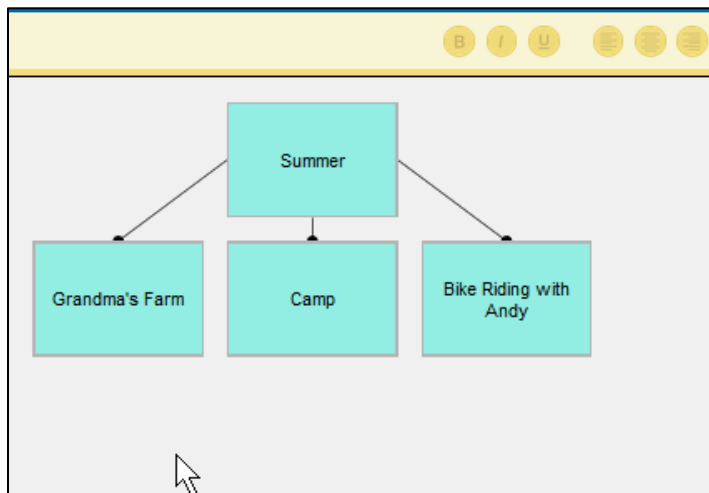 B I U
Summer
Grandma's Farm
Camp
Bike Riding with
Andy